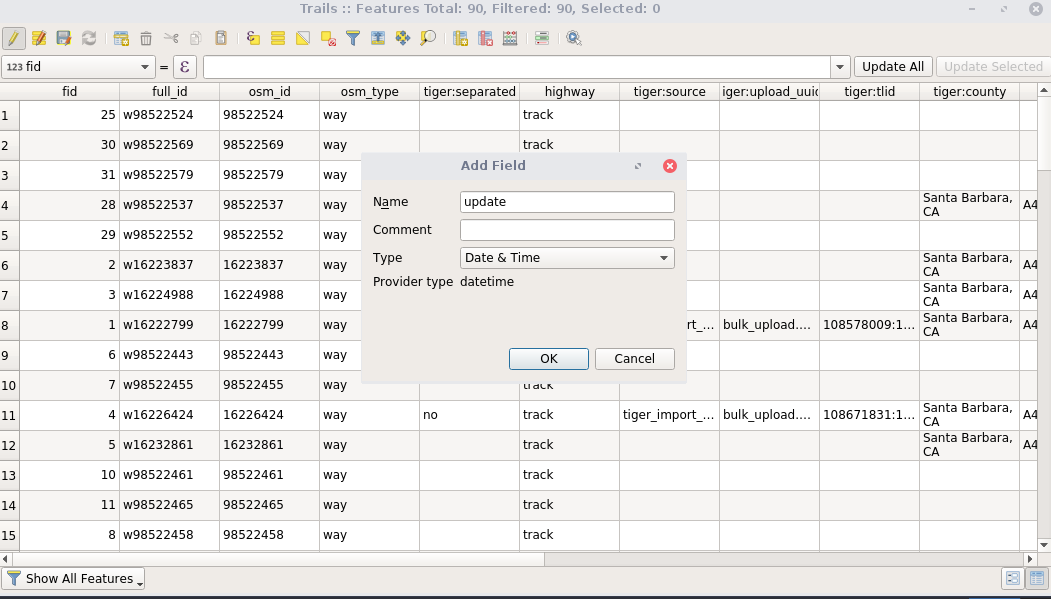 Trails :: Features Total: 90, Filtered: 90, Selected: 0
123 fid = ε Update All Update Selected
fid full_id osm_id osm_type tiger:separated highway tiger:source iger:upload_uuid tiger:tlid tiger:county
1 25 w98522524 98522524 way track
2 30 w98522569 98522569 way track
3 31 w98522579 98522579 way
4 28 w98522537 98522537 way Santa Barbara, CA A4
5 29 w98522552 98522552 way
6 2 w16223837 16223837 way Santa Barbara, CA A4
7 3 w16224988 16224988 way Santa Barbara, CA A4
8 1 w16222799 16222799 way rt_... bulk_upload.... 108578009:1... Santa Barbara, CA A4
9 6 w98522443 98522443 way
10 7 w98522455 98522455 way track
11 4 w16226424 16226424 way no track tiger_import_... bulk_upload.... 108671831:1... Santa Barbara, CA A4
12 5 w16232861 16232861 way track Santa Barbara, CA A4
13 10 w98522461 98522461 way track
14 11 w98522465 98522465 way track
15 8 w98522458 98522458 way track
Add Field
Name update
Comment
Type Date & Time
Provider type datetime
OK Cancel
Show All Features